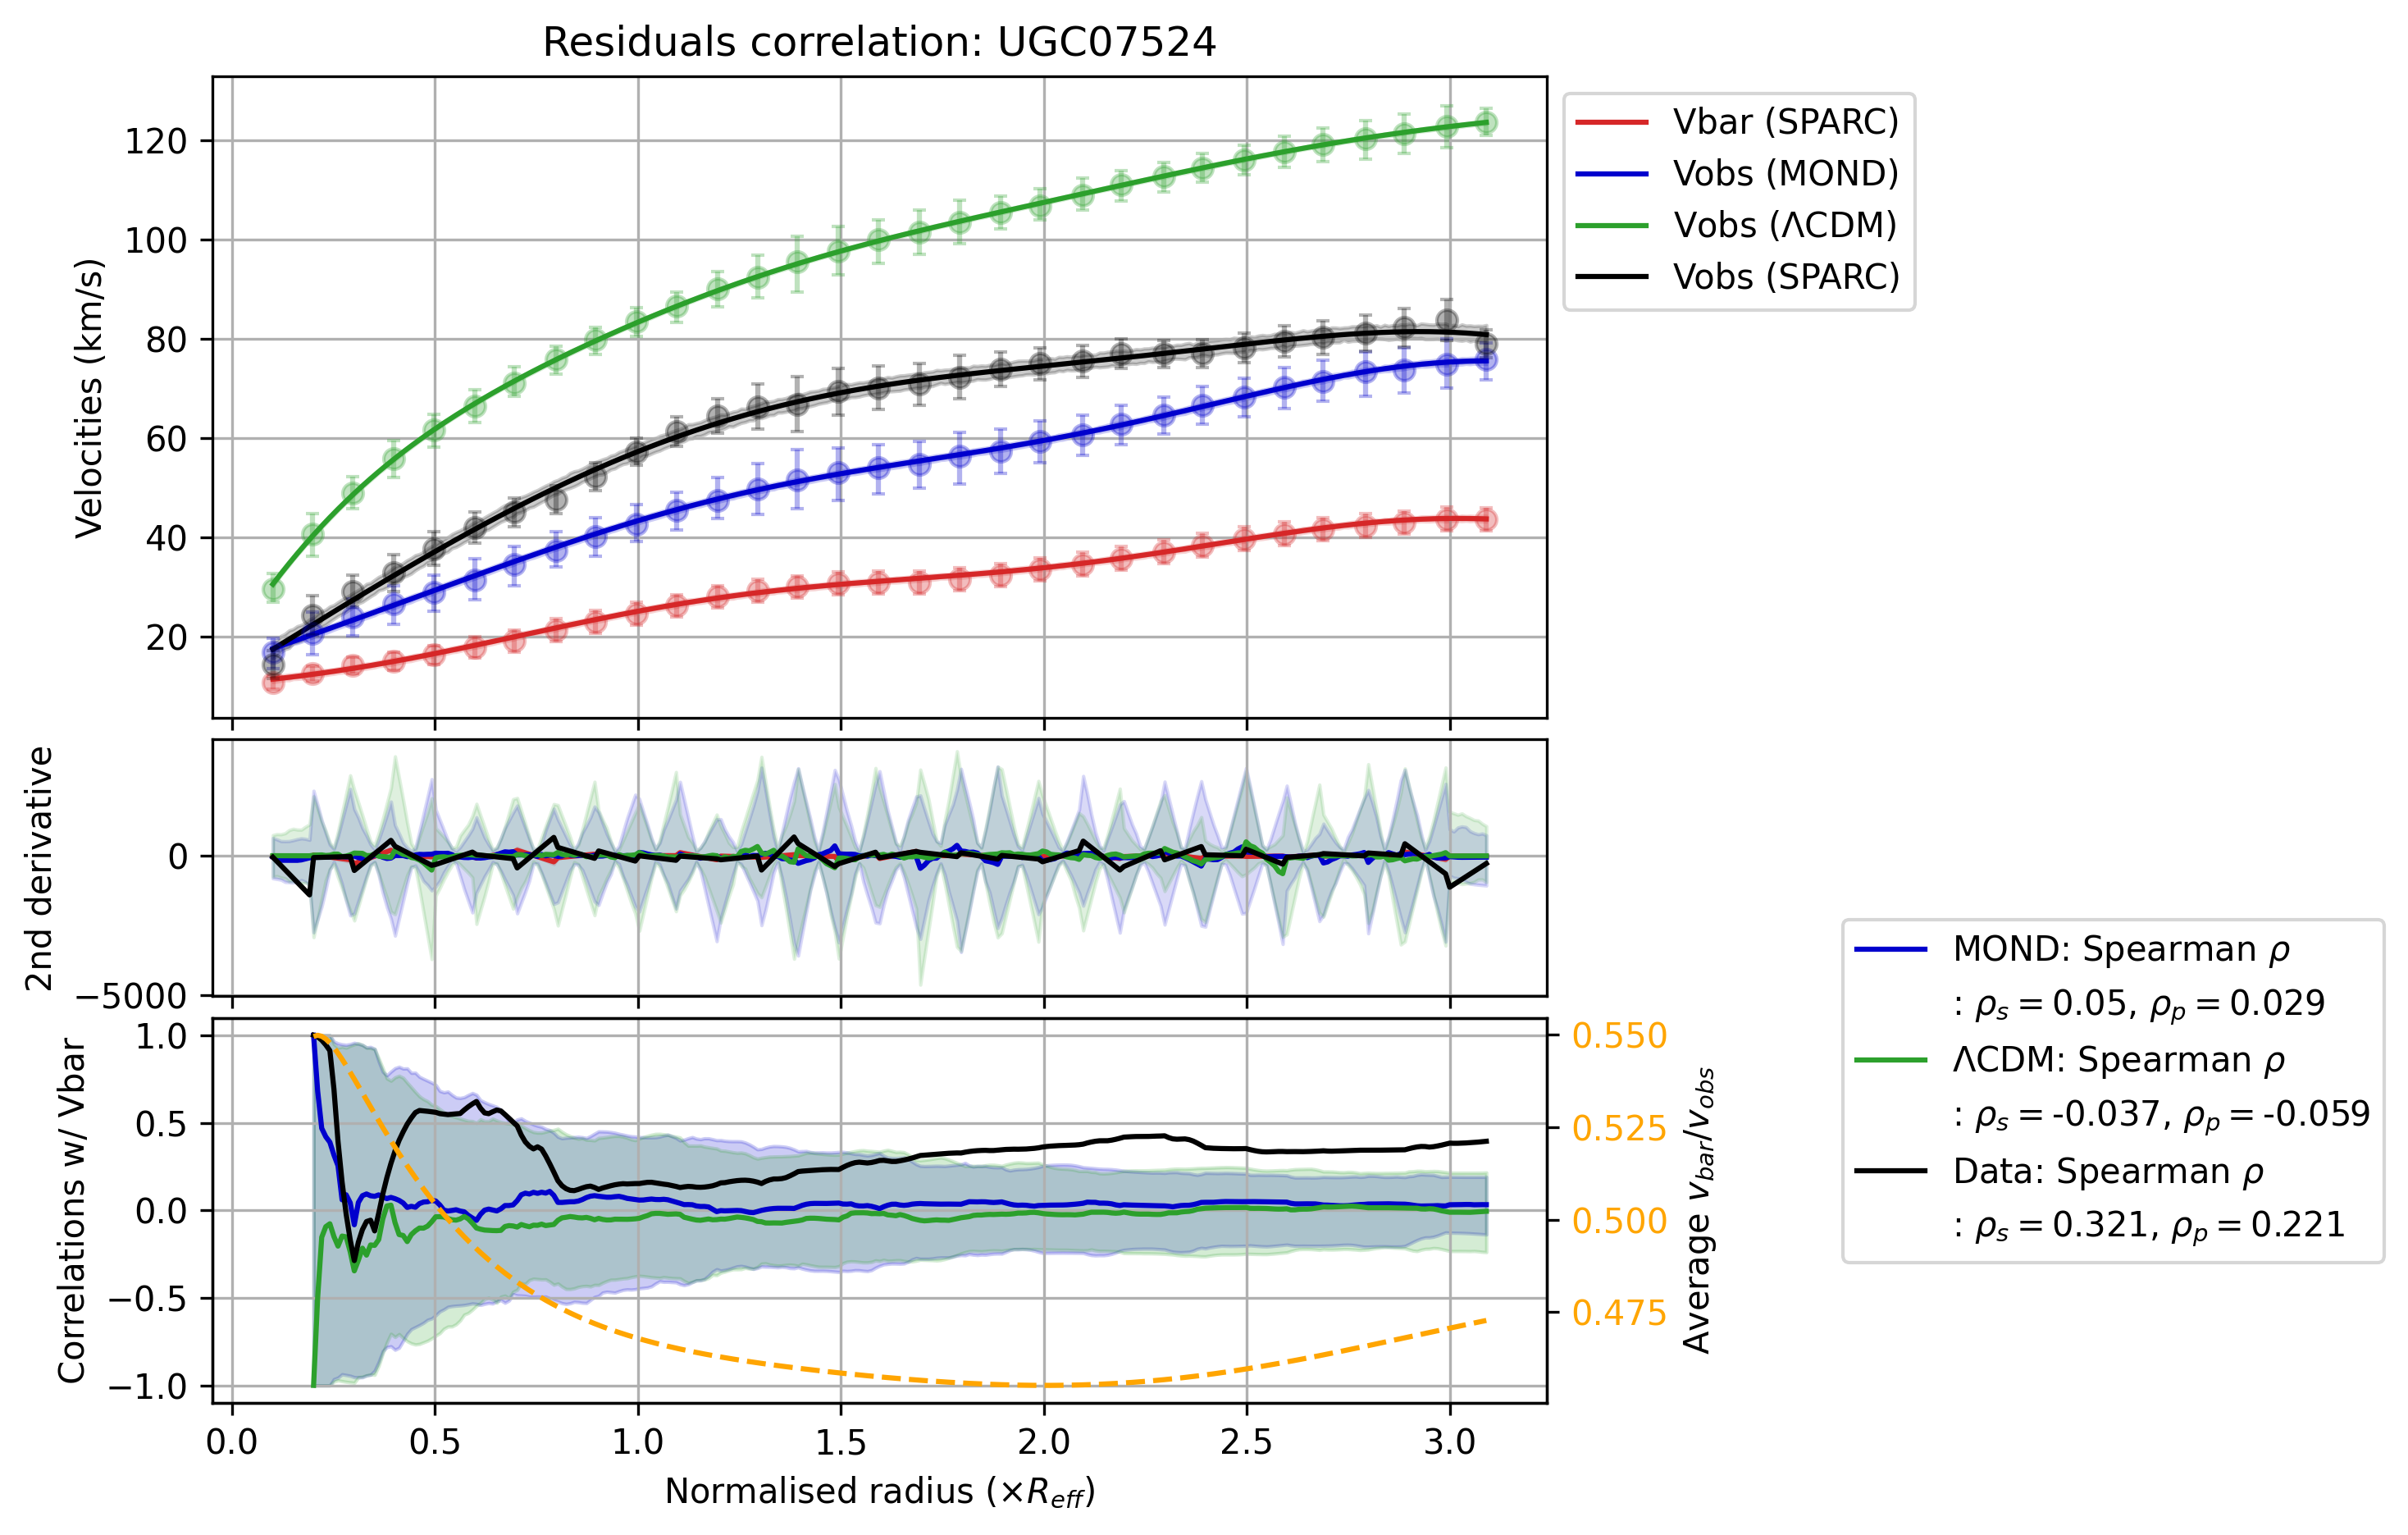 Residuals correlation: UGC07524
Velocities (km/s)
120
100
80
60
40
20
Vbar (SPARC)
Vobs (MOND)
Vobs (ΛCDM)
Vobs (SPARC)
2nd derivative
0
−5000
Correlations w/ Vbar
1.0
0.5
0.0
−0.5
−1.0
0.550
0.525
0.500
0.475
Average v_bar/v_obs
MOND: Spearman ρ
: ρ_s = 0.05, ρ_p = 0.029
ΛCDM: Spearman ρ
: ρ_s = -0.037, ρ_p = -0.059
Data: Spearman ρ
: ρ_s = 0.321, ρ_p = 0.221
0.0 0.5 1.0 1.5 2.0 2.5 3.0
Normalised radius (×R_eff)